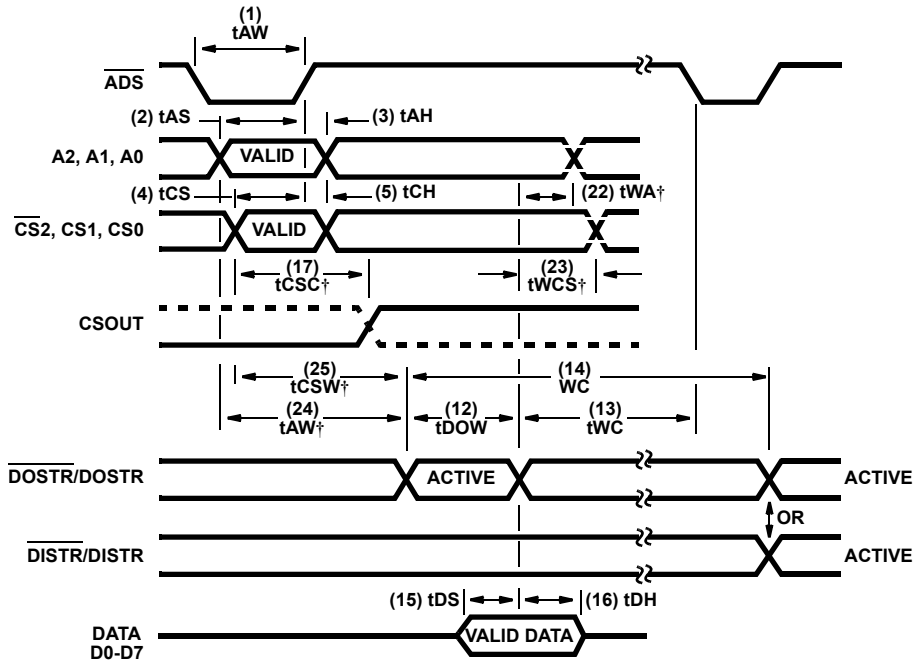 (1)
tAW
ADS
(2) tAS
(3) tAH
A2, A1, A0
VALID
(4) tCS
(5) tCH
(22) tWA†
CS2, CS1, CS0
VALID
(17)
tCSC†
(23)
tWCS†
CSOUT
(25)
tCSW†
(14)
WC
(24)
tAW†
(12)
tDOW
(13)
tWC
DOSTR/DOSTR
ACTIVE
ACTIVE
OR
DISTR/DISTR
ACTIVE
(15) tDS
(16) tDH
DATA
D0-D7
VALID DATA